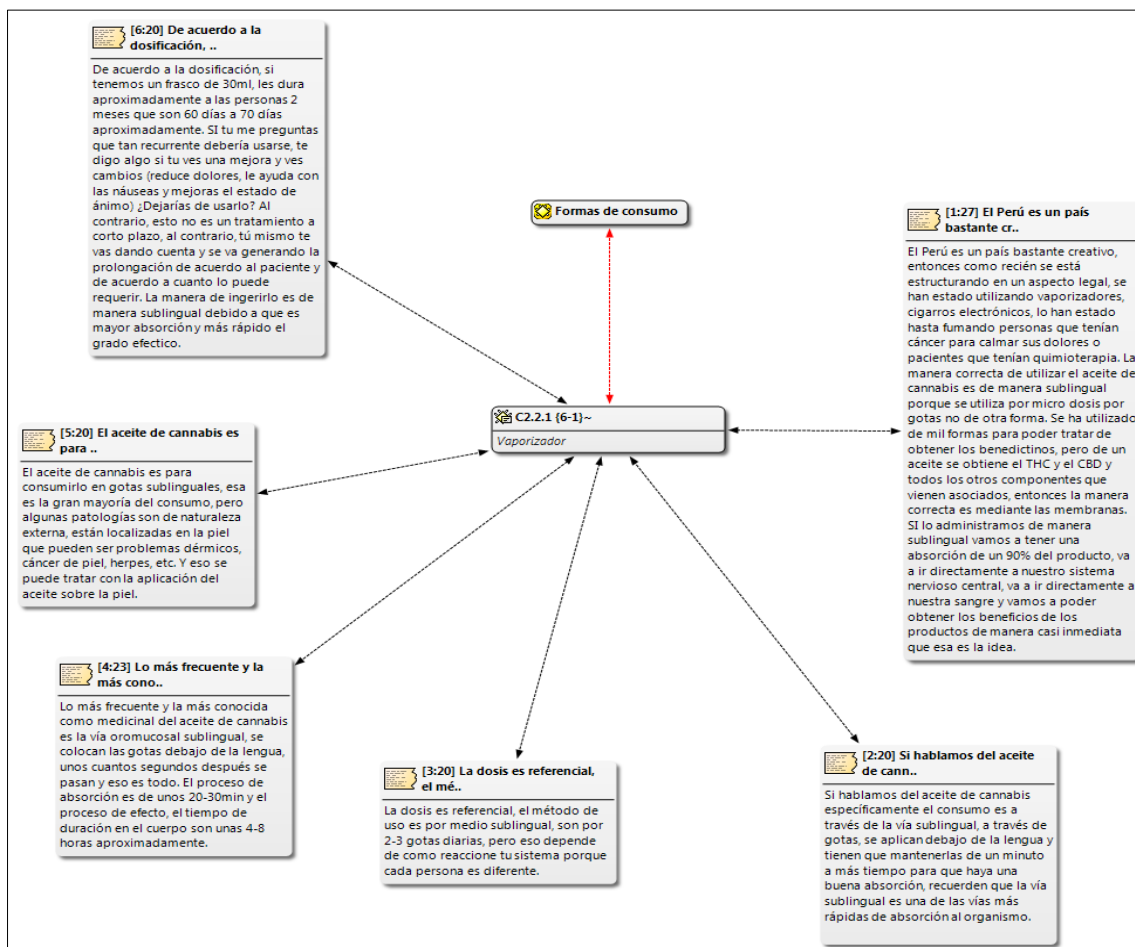 [6:20] De acuerdo a la
dosificación, ..
De acuerdo a la dosificación, si
tenemos un frasco de 30ml, les dura
aproximadamente a las personas 2
meses que son 60 días a 70 días
aproximadamente. SI tu me preguntas
que tan recurrente debería usarse, te
digo algo si tu ves una mejora y ves
cambios (reduce dolores, le ayuda con
las náuseas y mejoras el estado de
ánimo) ¿Dejarías de usarlo? Al
contrario, esto no es un tratamiento a
corto plazo, al contrario, tú mismo te
vas dando cuenta y se va generando la
prolongación de acuerdo al paciente y
de acuerdo a cuanto lo puede
requerir. La manera de ingerirlo es de
manera sublingual debido a que es
mayor absorción y más rápido el
grado efectico.
Formas de consumo
[1:27] El Perú es un país
bastante cr..
El Perú es un país bastante creativo,
entonces como recién se está
estructurando en un aspecto legal, se
han estado utilizando vaporizadores,
cigarros electrónicos, lo han estado
hasta fumando personas que tenían
cáncer para calmar sus dolores o
pacientes que tenían quimioterapia. La
manera correcta de utilizar el aceite de
cannabis es de manera sublingual
porque se utiliza por micro dosis por
gotas no de otra forma. Se ha utilizado
de mil formas para poder tratar de
obtener los benedictinos, pero de un
aceite se obtiene el THC y el CBD y
todos los otros componentes que
vienen asociados, entonces la manera
correcta es mediante las membranas.
SI lo administramos de manera
sublingual vamos a tener una
absorción de un 90% del producto, va
a ir directamente a nuestro sistema
nervioso central, va a ir directamente a
nuestra sangre y vamos a poder
obtener los beneficios de los
productos de manera casi inmediata
que esa es la idea.
C2.2.1 {6-1}~
Vaporizador
[5:20] El aceite de cannabis es
para ..
El aceite de cannabis es para
consumirlo en gotas sublinguales, esa
es la gran mayoría del consumo, pero
algunas patologías son de naturaleza
externa, están localizadas en la piel
que pueden ser problemas dérmicos,
cáncer de piel, herpes, etc. Y eso se
puede tratar con la aplicación del
aceite sobre la piel.
[4:23] Lo más frecuente y la
más cono..
Lo más frecuente y la más conocida
como medicinal del aceite de cannabis
es la vía oromucosal sublingual, se
colocan las gotas debajo de la lengua,
unos cuantos segundos después se
pasan y eso es todo. El proceso de
absorción es de unos 20-30min y el
proceso de efecto, el tiempo de
duración en el cuerpo son unas 4-8
horas aproximadamente.
[3:20] La dosis es referencial,
el mé..
La dosis es referencial, el método de
uso es por medio sublingual, son por
2-3 gotas diarias, pero eso depende
de como reaccione tu sistema porque
cada persona es diferente.
[2:20] Si hablamos del aceite
de cann..
Si hablamos del aceite de cannabis
específicamente el consumo es a
través de la vía sublingual, a través de
gotas, se aplican debajo de la lengua y
tienen que mantenerlas de un minuto
a más tiempo para que haya una
buena absorción, recuerden que la vía
sublingual es una de las vías más
rápidas de absorción al organismo.